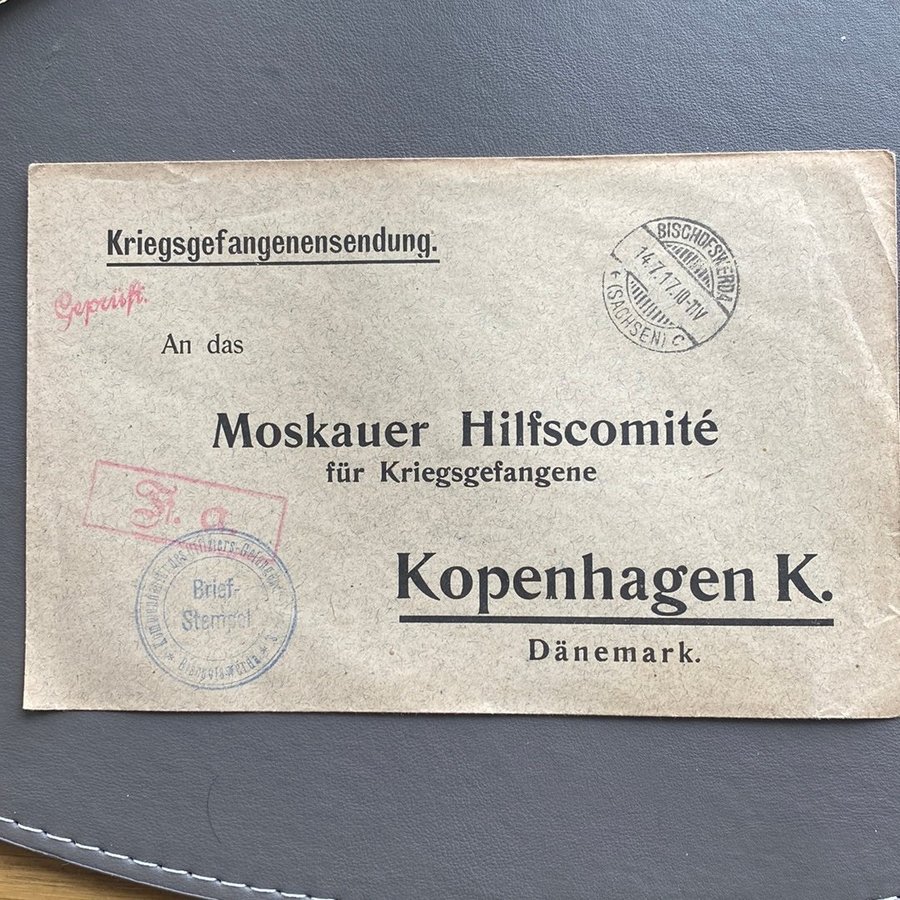 Kriegsgefangenensendung.
BISCHOFSWERDA
14.7.17.10-11V
* (SACHSEN) C
Geprüft.
An das
Moskauer Hilfscomité
für Kriegsgefangene
F. a.
Brief-
Stempel
Kopenhagen K.
Dänemark.